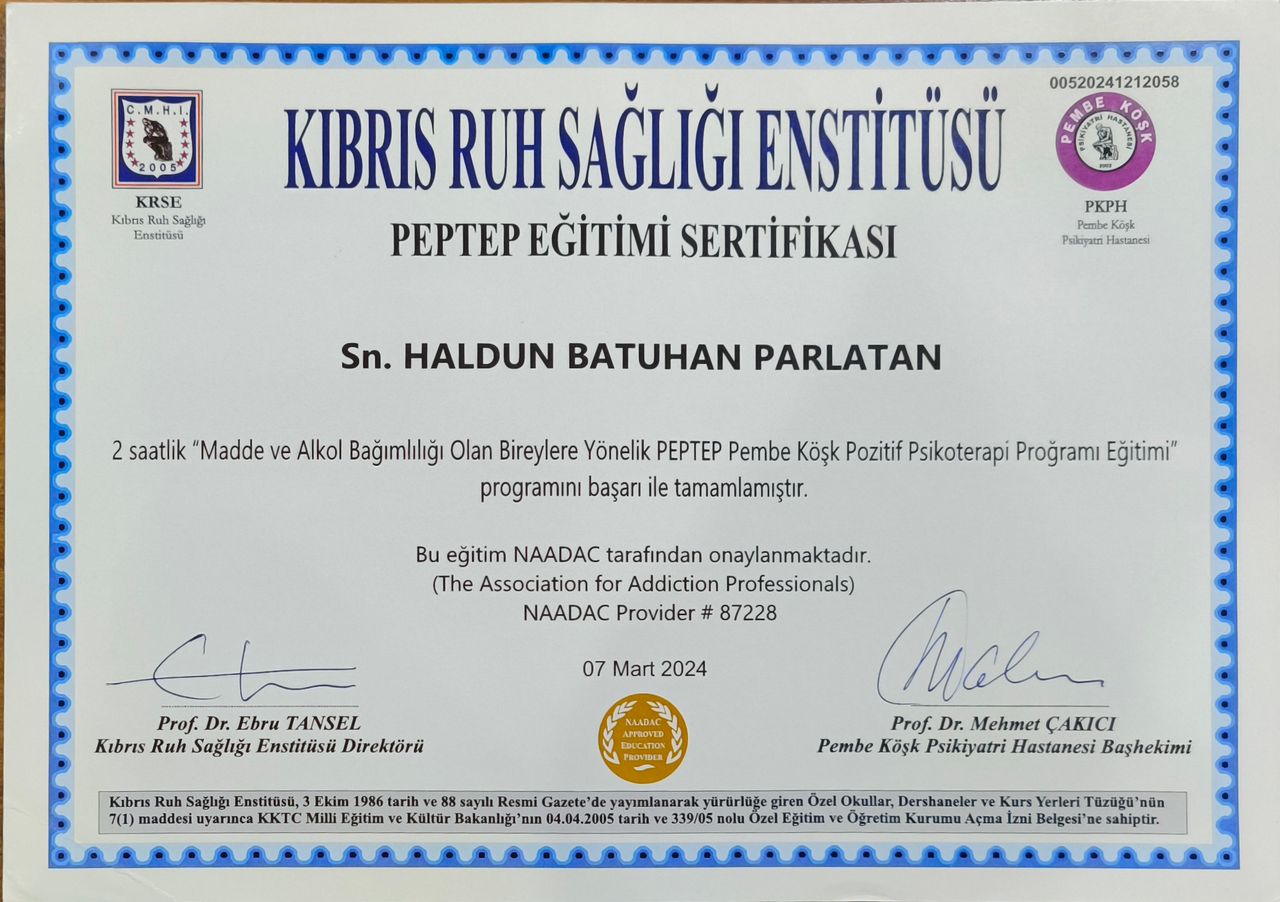 00520241212058
C. M. H. I.
2005
KRSE
Kıbrıs Ruh Sağlığı
Enstitüsü
KIBRIS RUH SAĞLIĞI ENSTİTÜSÜ
PEPTEP EĞİTİMİ SERTİFİKASI
PEMBE KÖŞK
PSİKİYATRİ HASTANESİ
PKPH
Pembe Köşk
Psikiyatri Hastanesi
Sn. HALDUN BATUHAN PARLATAN
2 saatlik “Madde ve Alkol Bağımlılığı Olan Bireylere Yönelik PEPTEP Pembe Köşk Pozitif Psikoterapi Proğramı Eğitimi”
programını başarı ile tamamlamıştır.
Bu eğitim NAADAC tarafından onaylanmaktadır.
(The Association for Addiction Professionals)
NAADAC Provider # 87228
07 Mart 2024
Prof. Dr. Ebru TANSEL
Kıbrıs Ruh Sağlığı Enstitüsü Direktörü
NAADAC
APPROVED
EDUCATION
PROVIDER
Prof. Dr. Mehmet ÇAKICI
Pembe Köşk Psikiyatri Hastanesi Başhekimi
Kıbrıs Ruh Sağlığı Enstitüsü, 3 Ekim 1986 tarih ve 88 sayılı Resmi Gazete’de yayımlanarak yürürlüğe giren Özel Okullar, Dershaneler ve Kurs Yerleri Tüzüğü’nün
7(1) maddesi uyarınca KKTC Milli Eğitim ve Kültür Bakanlığı’nın 04.04.2005 tarih ve 339/05 nolu Özel Eğitim ve Öğretim Kurumu Açma İzni Belgesi’ne sahiptir.